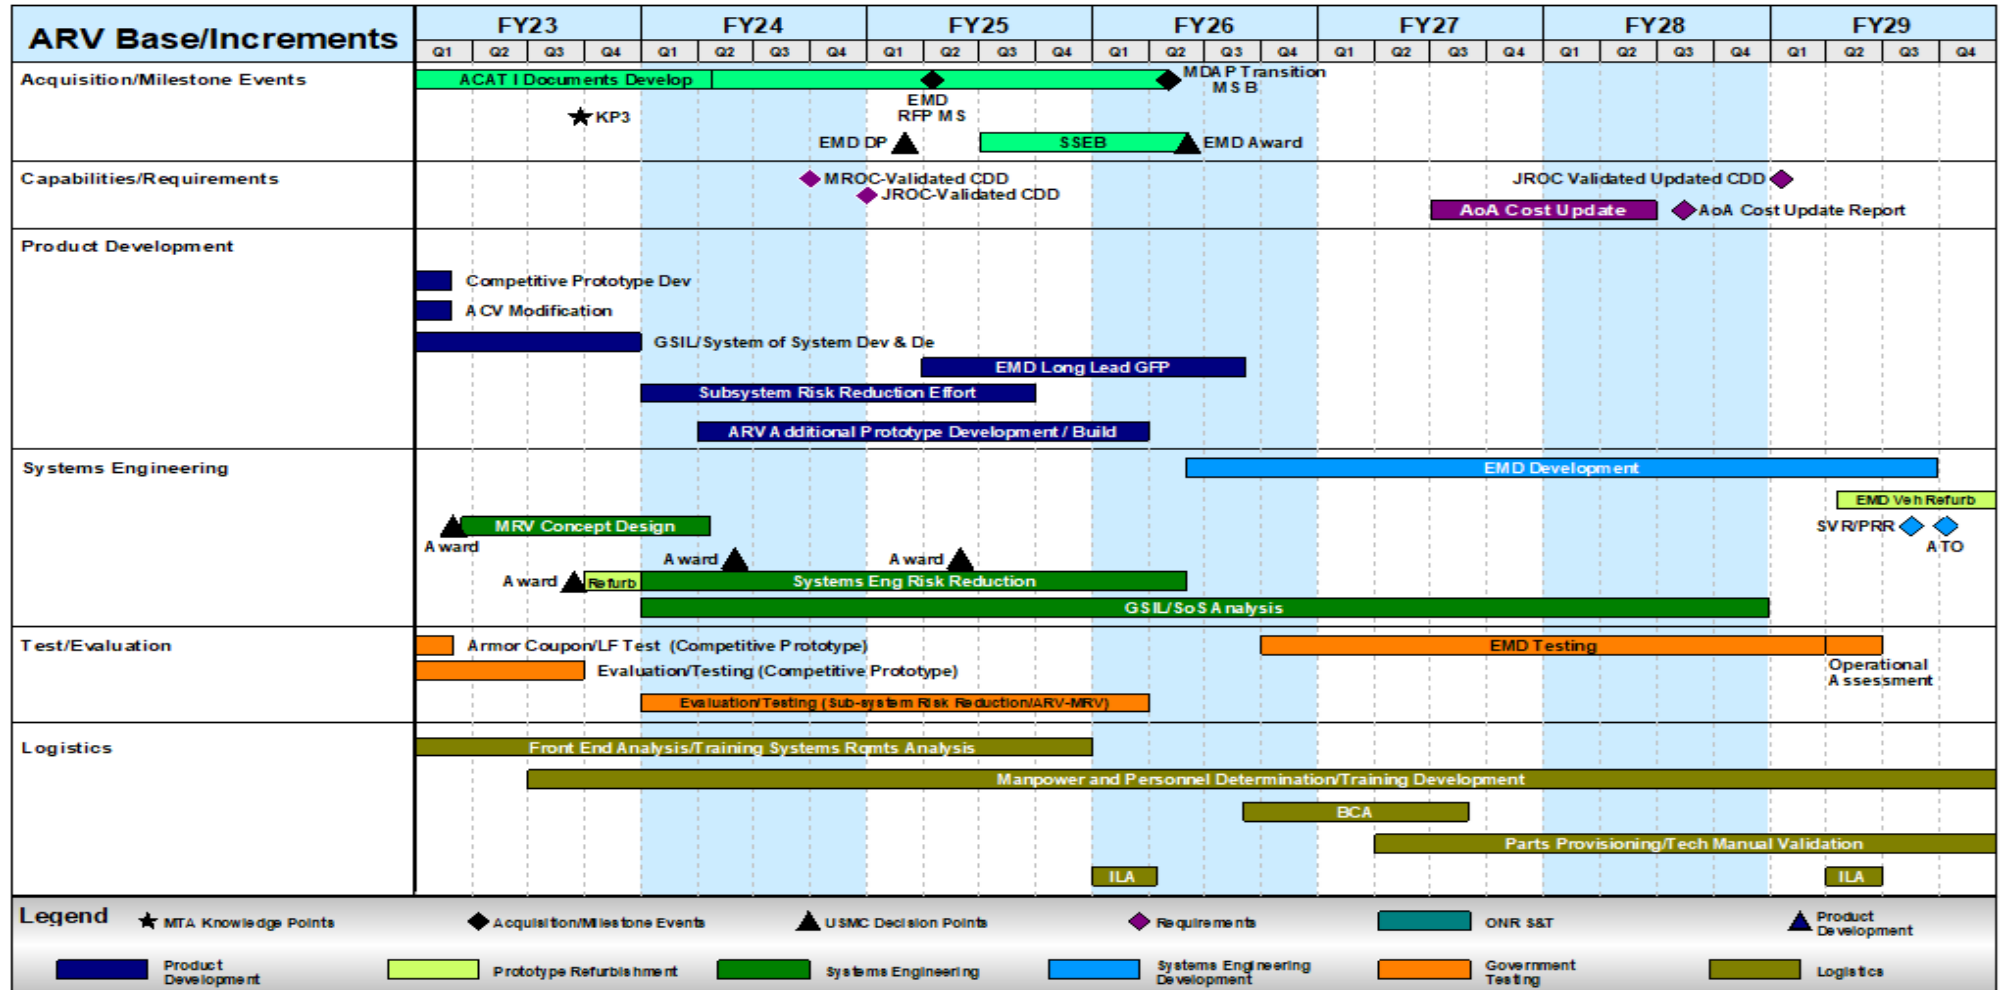 ARV Base/Increments
FY23 FY24 FY25 FY26 FY27 FY28 FY29
Q1 Q2 Q3 Q4 Q1 Q2 Q3 Q4 Q1 Q2 Q3 Q4 Q1 Q2 Q3 Q4 Q1 Q2 Q3 Q4 Q1 Q2 Q3 Q4 Q1 Q2 Q3 Q4
Acquisition/Milestone Events
ACAT I Documents Develop
MDAP Transition
MSB
EMD
RFP MS
KP3
EMD DP
SSEB
EMD Award
Capabilities/Requirements
MROC-Validated CDD
JROC-Validated CDD
JROC Validated Updated CDD
AoA Cost Update
AoA Cost Update Report
Product Development
Competitive Prototype Dev
ACV Modification
GSIL/System of System Dev & De
EMD Long Lead GFP
Subsystem Risk Reduction Effort
ARV Additional Prototype Development / Build
Systems Engineering
EMD Development
EMD Veh Refurb
MRV Concept Design
Award
SVR/PRR
ATO
Award
Award
Award
Refurb
Systems Eng Risk Reduction
GSIL/SoS Analysis
Test/Evaluation
Armor Coupon/LF Test (Competitive Prototype)
EMD Testing
Operational
Assessment
Evaluation/Testing (Competitive Prototype)
Evaluation/Testing (Sub-system Risk Reduction/ARV-MRV)
Logistics
Front End Analysis/Training Systems Rqmts Analysis
Manpower and Personnel Determination/Training Development
BCA
Parts Provisioning/Tech Manual Validation
ILA
ILA
Legend
MTA Knowledge Points
Acquisition/Milestone Events
USMC Decision Points
Requirements
ONR S&T
Product
Development
Product
Development
Prototype Refurbishment
Systems Engineering
Systems Engineering
Development
Government
Testing
Logistics